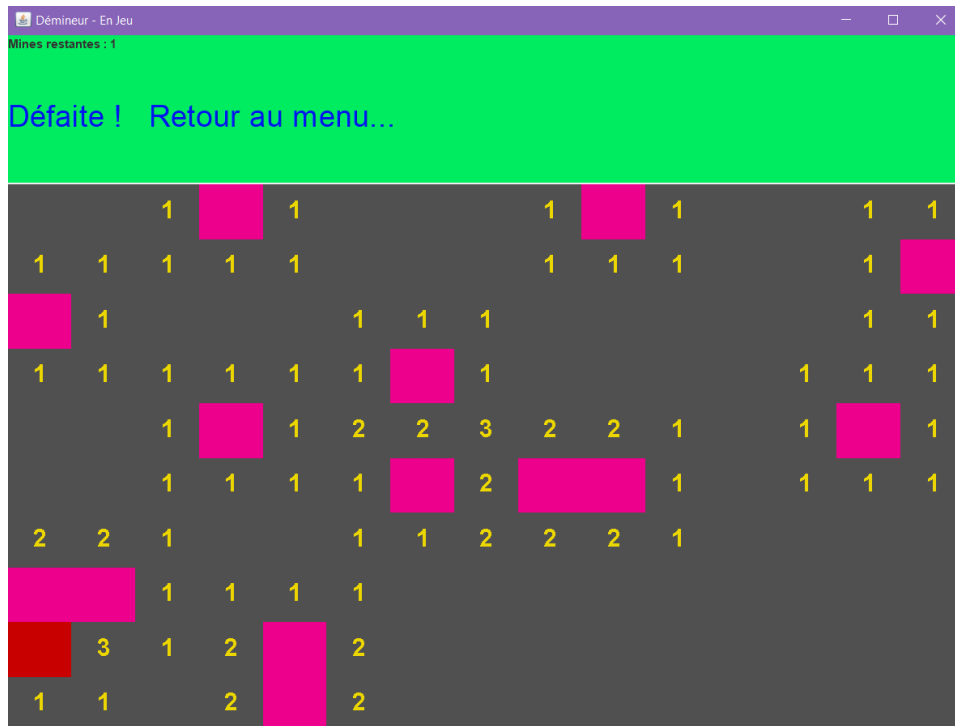 Démineur - En Jeu
Mines restantes : 1
Défaite ! Retour au menu...
1 1 1 1 1 1
1 1 1 1 1 1 1 1 1
1 1 1 1 1 1
1 1 1 1 1 1 1 1 1 1
1 1 2 2 3 2 2 1 1 1
1 1 1 1 2 1 1 1 1
2 2 1 1 1 2 2 2 1
1 1 1 1
3 1 2 2
1 1 2 2